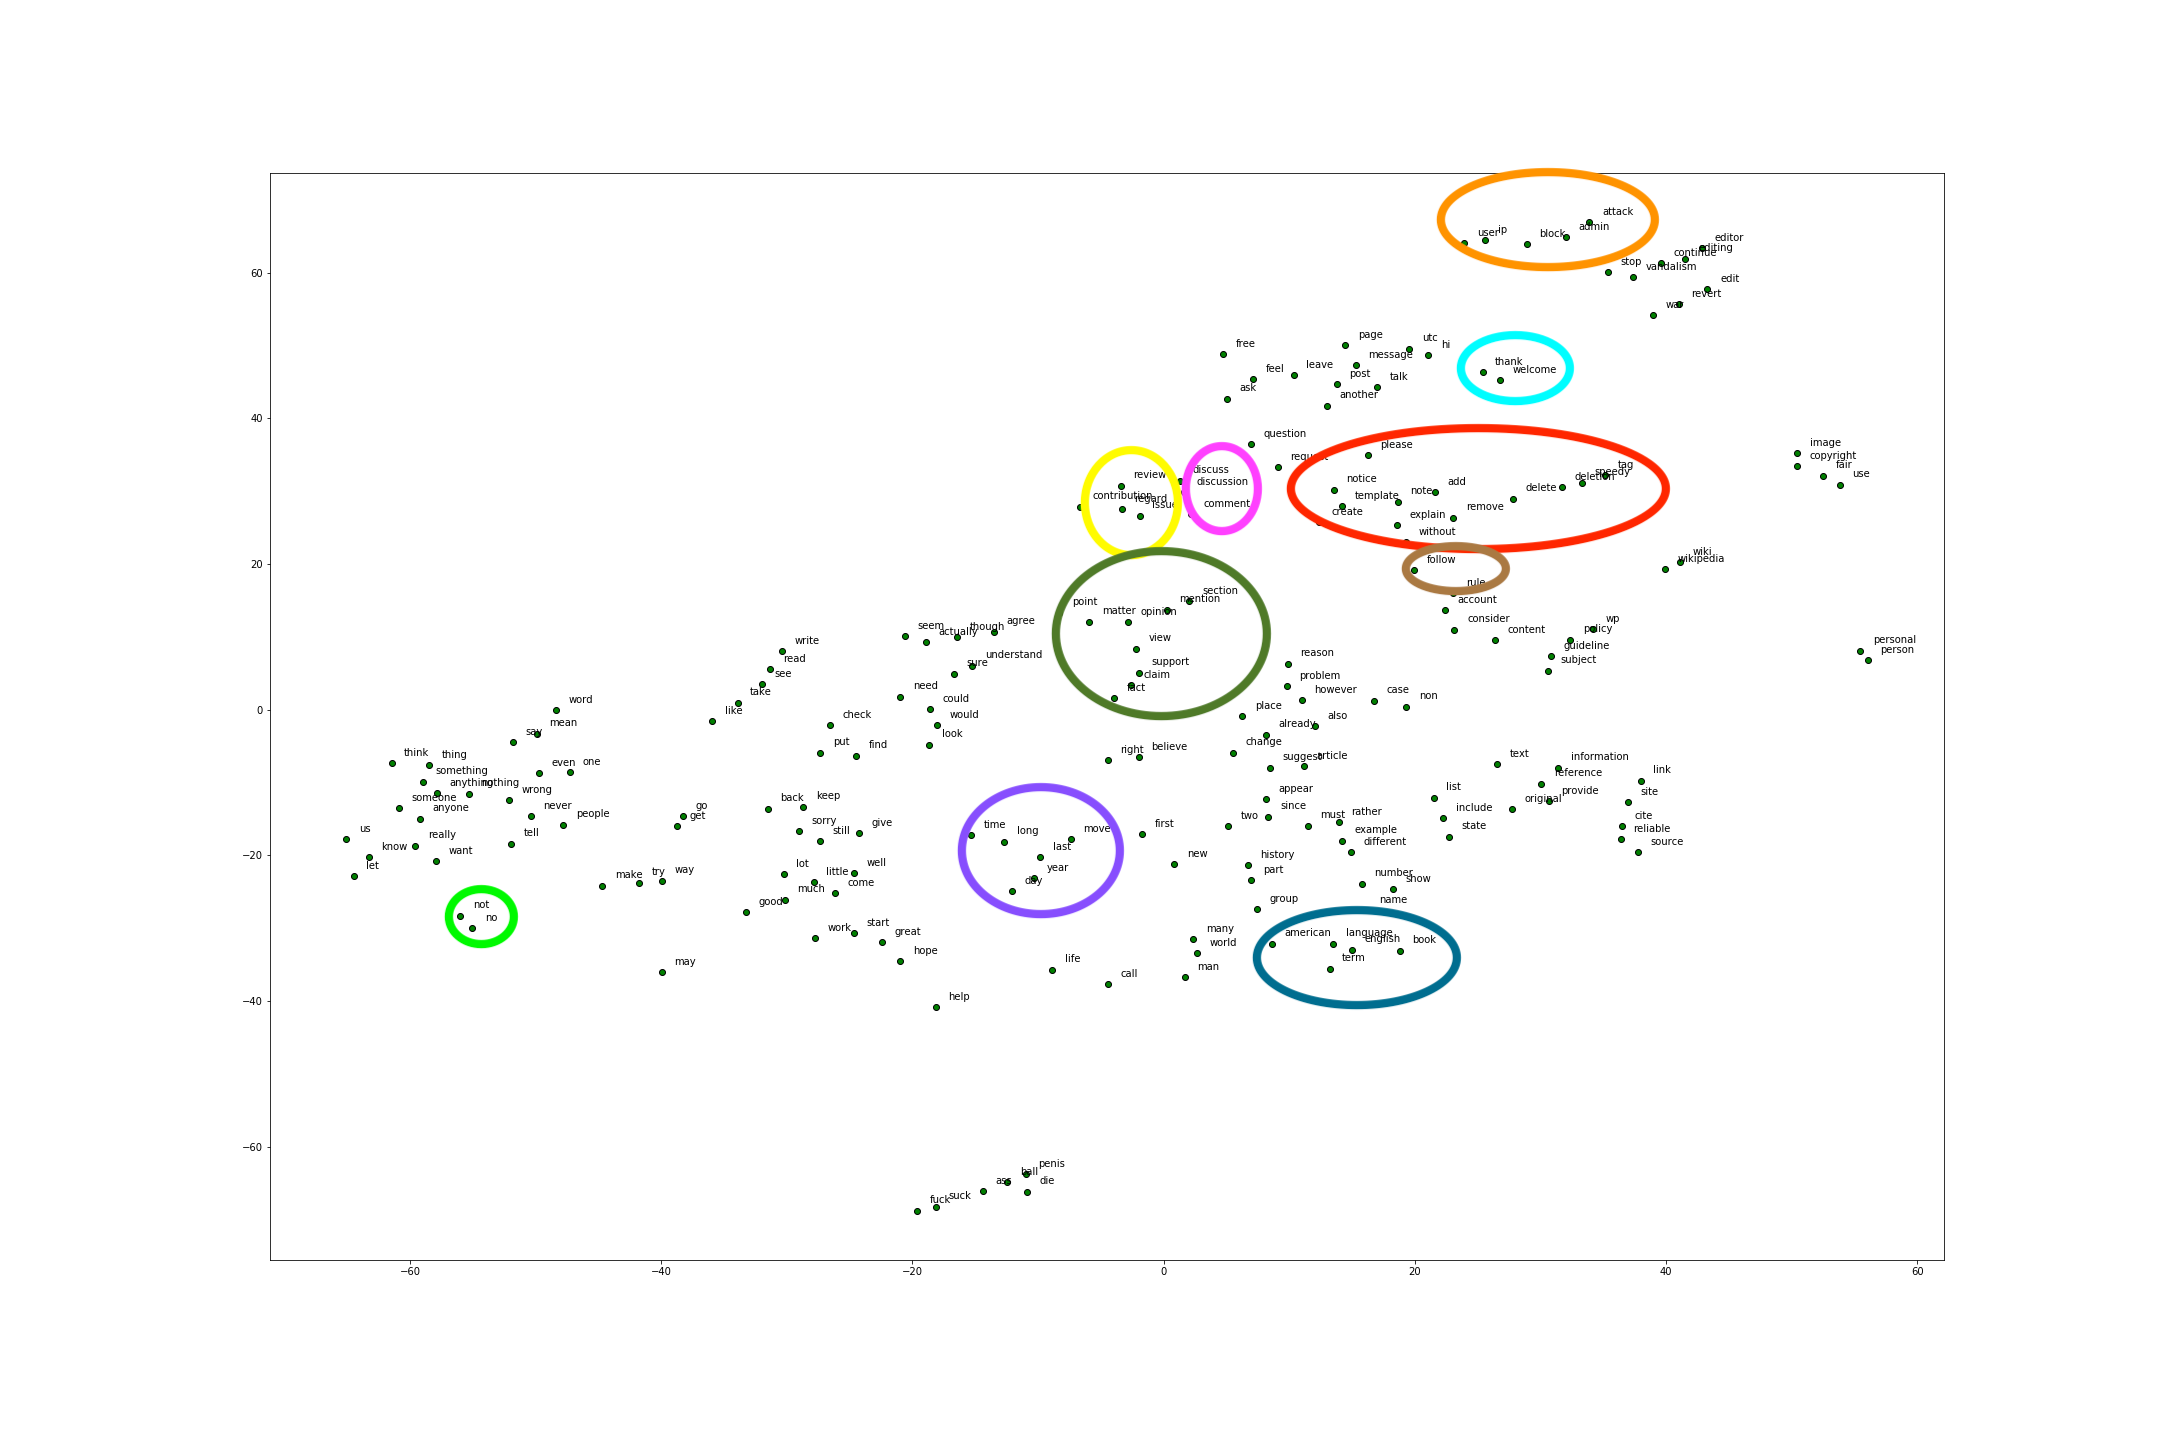 attack
admin
user
ip
block
editor
editing
continue
stop
vandalism
edit
revert
war
60
free
page
utc
hi
message
feel
leave
post
talk
ask
another
thank
welcome
40
question
request
please
review
discuss
discussion
contribution
regard
issue
comment
notice
template
note
add
delete
deletion
speedy
tag
create
explain
remove
without
image
copyright
fair
use
20
follow
rule
account
wiki
wikipedia
consider
content
policy
wp
guideline
subject
personal
person
point
matter
opinion
mention
section
view
support
claim
fact
seem
actually
though
agree
understand
sure
write
read
see
take
like
need
could
would
look
check
put
find
reason
problem
however
case
non
place
also
already
0
word
mean
say
think
thing
something
anything
nothing
even
one
wrong
someone
anyone
never
people
us
really
know
want
tell
let
right
believe
change
suggest
article
text
information
reference
link
provide
original
site
list
include
state
cite
reliable
source
appear
since
must
rather
example
different
two
first
new
history
part
number
show
name
group
go
get
back
keep
sorry
still
give
time
long
move
last
year
day
−20
make
try
way
lot
little
well
much
come
good
not
no
work
start
great
hope
may
help
life
call
many
world
man
american
language
english
book
term
−40
−60
penis
ball
ass
die
suck
fuck
−60
−40
−20
0
20
40
60